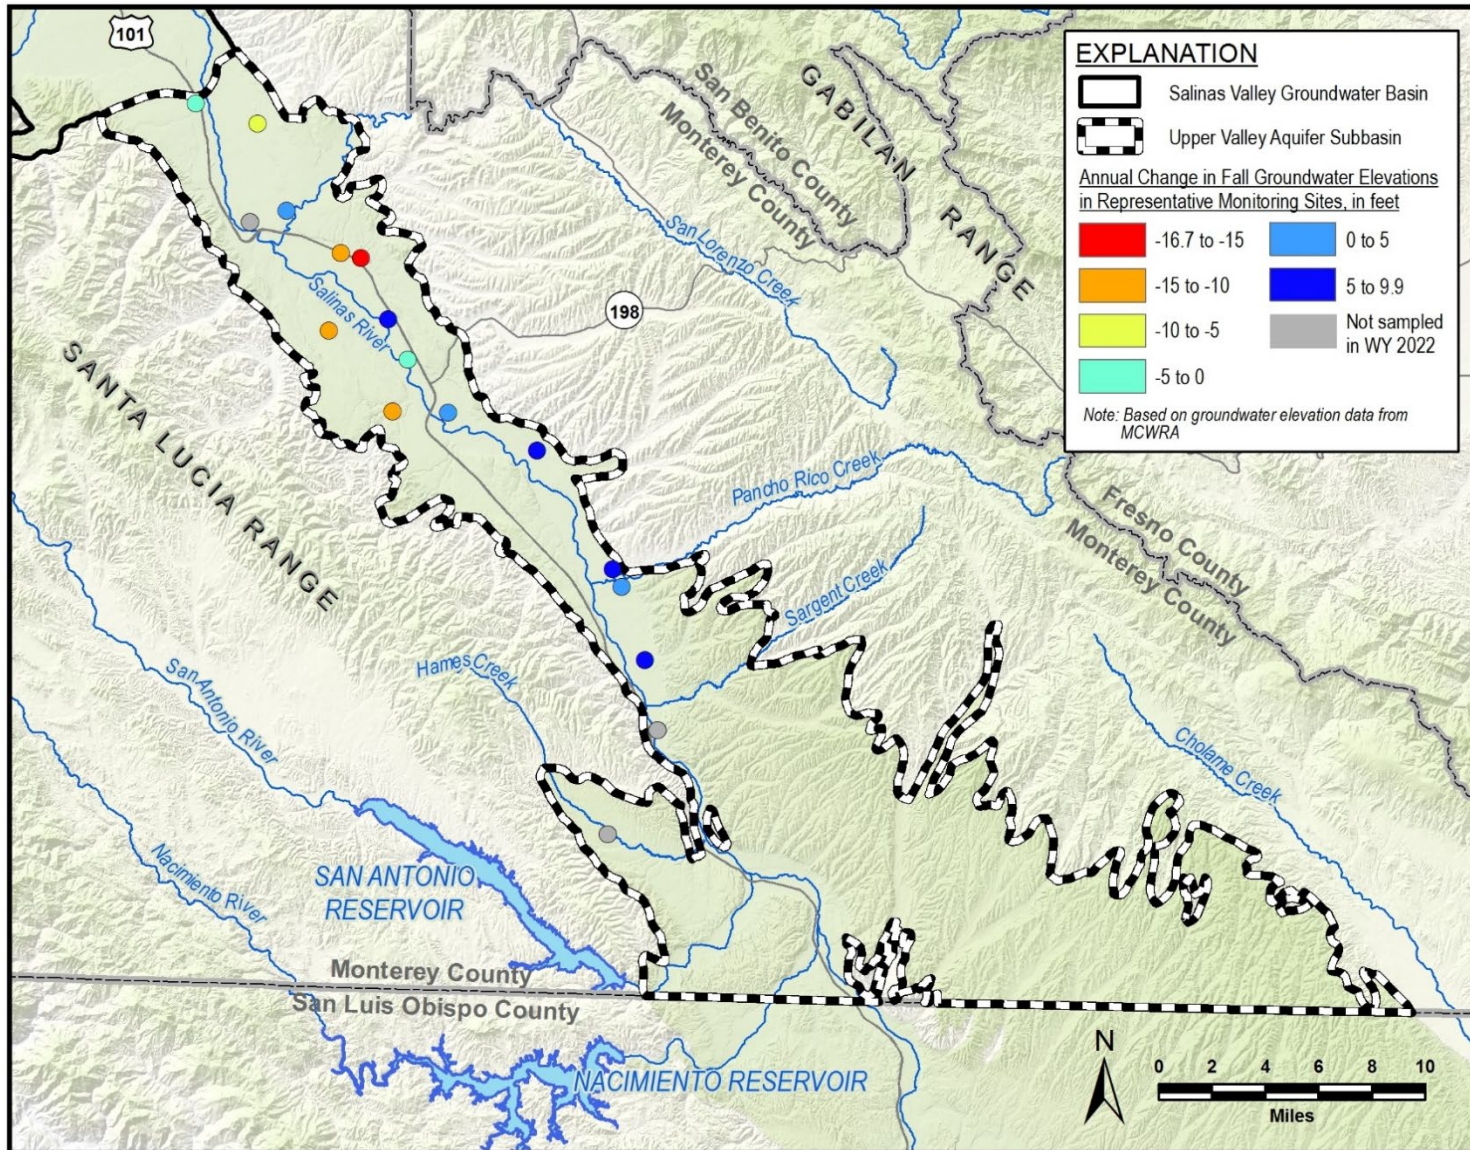 101
EXPLANATION
Salinas Valley Groundwater Basin
Upper Valley Aquifer Subbasin
Annual Change in Fall Groundwater Elevations
in Representative Monitoring Sites, in feet
-16.7 to -15
0 to 5
-15 to -10
5 to 9.9
-10 to -5
Not sampled
in WY 2022
-5 to 0
Note: Based on groundwater elevation data from
MCWRA
San Benito County
Monterey County
GABILAN
RANGE
San Lorenzo Creek
198
Salinas River
SANTA LUCIA RANGE
Pancho Rico Creek
Fresno County
Monterey County
Sargent Creek
Hames Creek
San Antonio River
Cholame Creek
Nacimiento River
SAN ANTONIO
RESERVOIR
Monterey County
San Luis Obispo County
NACIMIENTO RESERVOIR
N
0 2 4 6 8 10
Miles